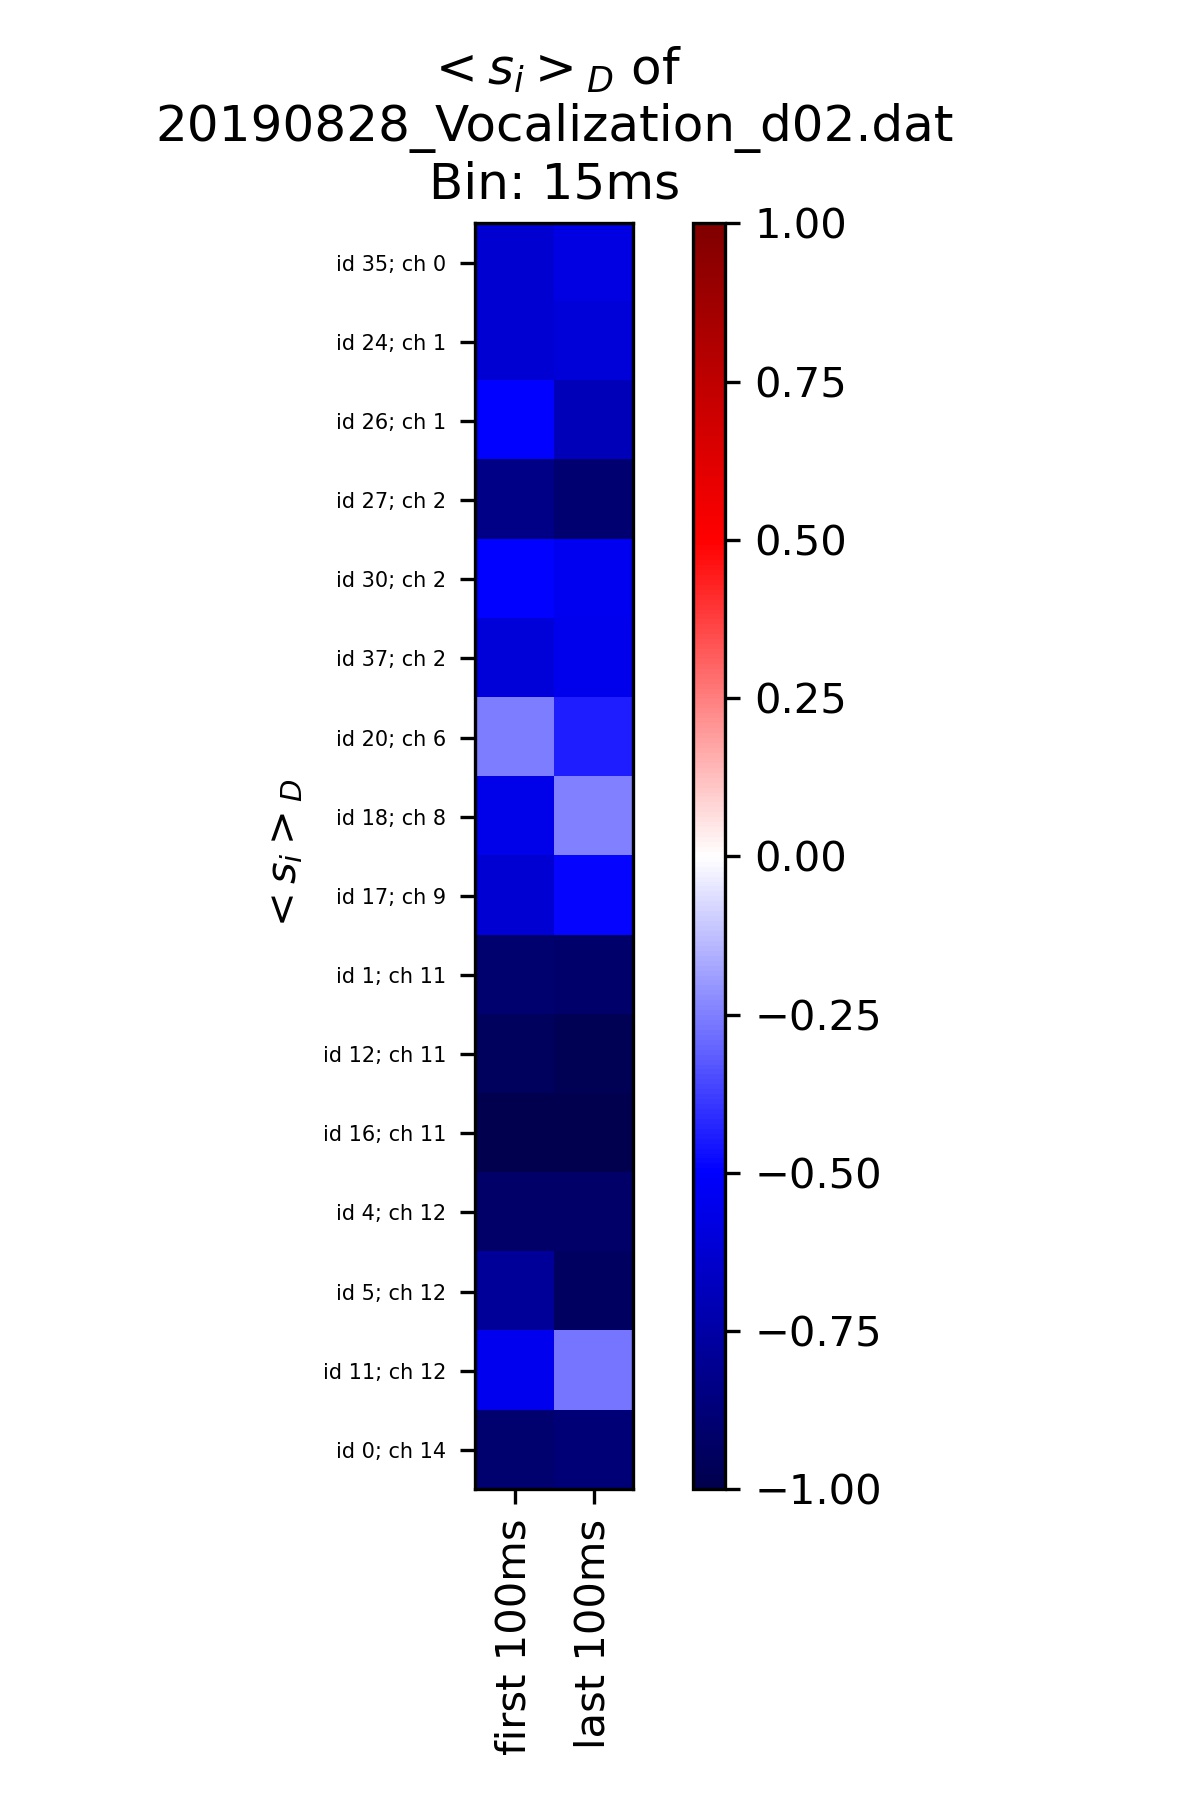 < s_i >_D of
20190828_Vocalization_d02.dat
Bin: 15ms
< s_i >_D
id 35; ch 0
id 24; ch 1
id 26; ch 1
id 27; ch 2
id 30; ch 2
id 37; ch 2
id 20; ch 6
id 18; ch 8
id 17; ch 9
id 1; ch 11
id 12; ch 11
id 16; ch 11
id 4; ch 12
id 5; ch 12
id 11; ch 12
id 0; ch 14
first 100ms
last 100ms
1.00
0.75
0.50
0.25
0.00
−0.25
−0.50
−0.75
−1.00